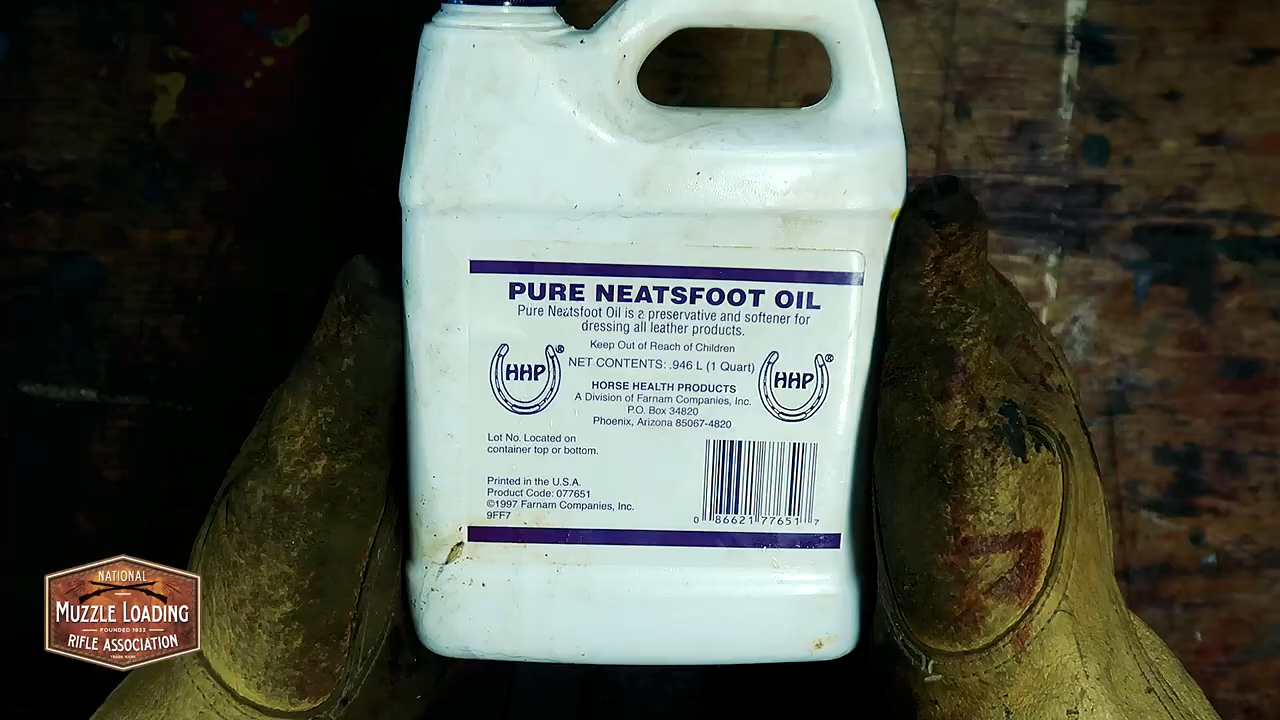 PURE NEATSFOOT OIL
Pure Neatsfoot Oil is a preservative and softener for
dressing all leather products.
Keep Out of Reach of Children
NET CONTENTS: .946 L (1 Quart)
HHP®
HHP®
HORSE HEALTH PRODUCTS
A Division of Farnam Companies, Inc.
P.O. Box 34820
Phoenix, Arizona 85067-4820
Lot No. Located on
container top or bottom.
Printed in the U.S.A.
Product Code: 077651
©1997 Farnam Companies, Inc.
9FF7
0 86621 77651 7
NATIONAL
MUZZLE LOADING
FOUNDED 1933
RIFLE ASSOCIATION
TRADE MARK